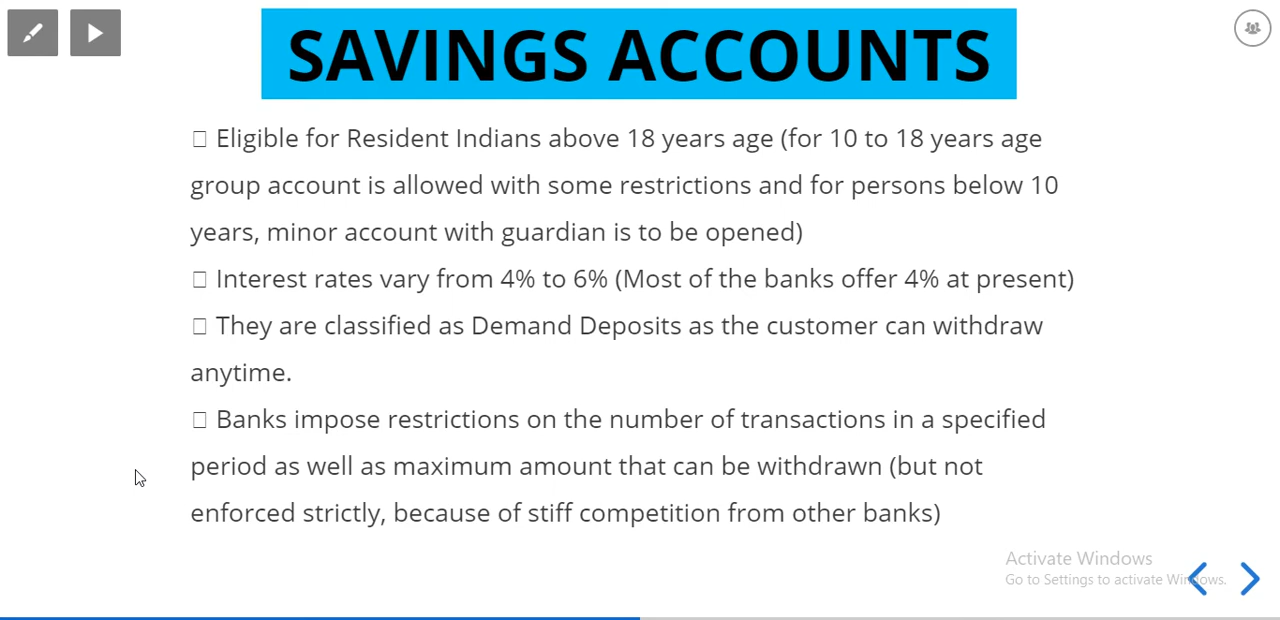 SAVINGS ACCOUNTS
□ Eligible for Resident Indians above 18 years age (for 10 to 18 years age
group account is allowed with some restrictions and for persons below 10
years, minor account with guardian is to be opened)
□ Interest rates vary from 4% to 6% (Most of the banks offer 4% at present)
□ They are classified as Demand Deposits as the customer can withdraw
anytime.
□ Banks impose restrictions on the number of transactions in a specified
period as well as maximum amount that can be withdrawn (but not
enforced strictly, because of stiff competition from other banks)
Activate Windows
Go to Settings to activate Windows.